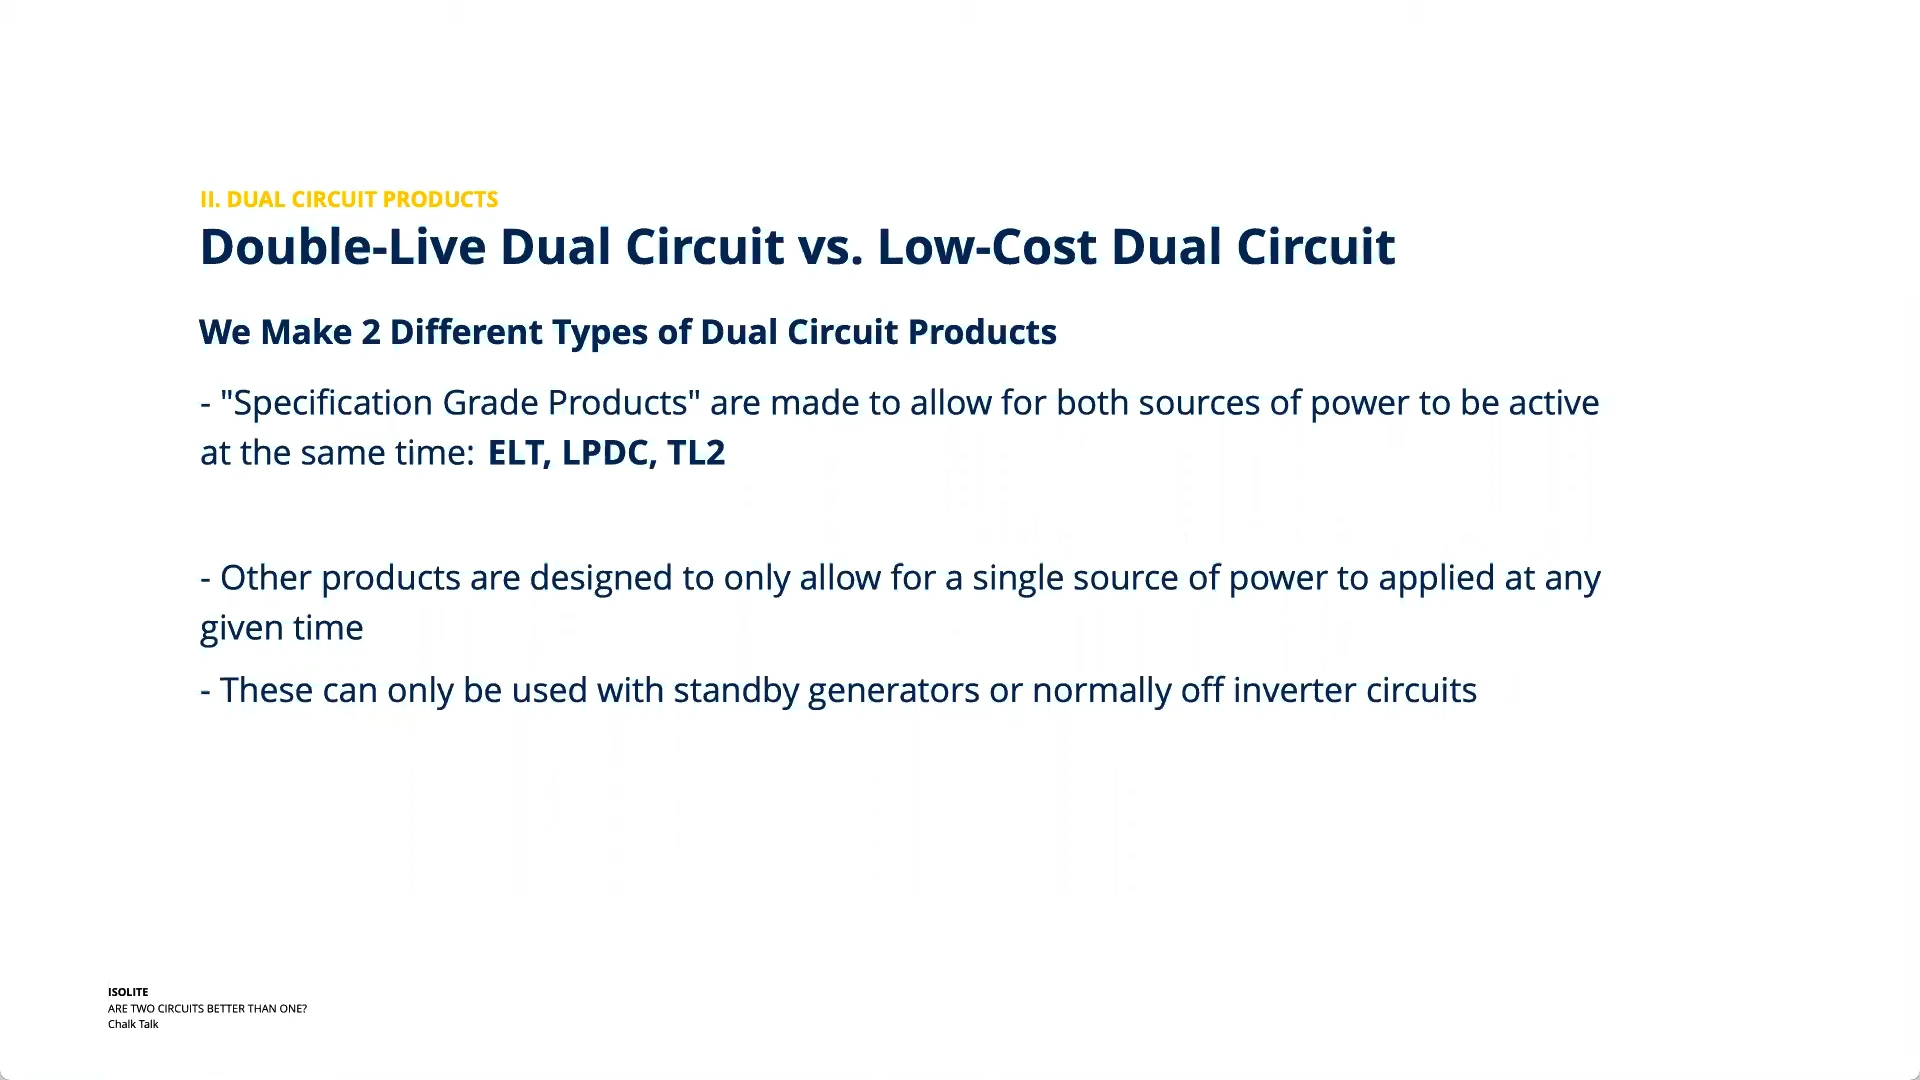 II. DUAL CIRCUIT PRODUCTS
Double-Live Dual Circuit vs. Low-Cost Dual Circuit
We Make 2 Different Types of Dual Circuit Products
- "Specification Grade Products" are made to allow for both sources of power to be active
at the same time: ELT, LPDC, TL2
- Other products are designed to only allow for a single source of power to applied at any
given time
- These can only be used with standby generators or normally off inverter circuits
ISOLITE
ARE TWO CIRCUITS BETTER THAN ONE?
Chalk Talk